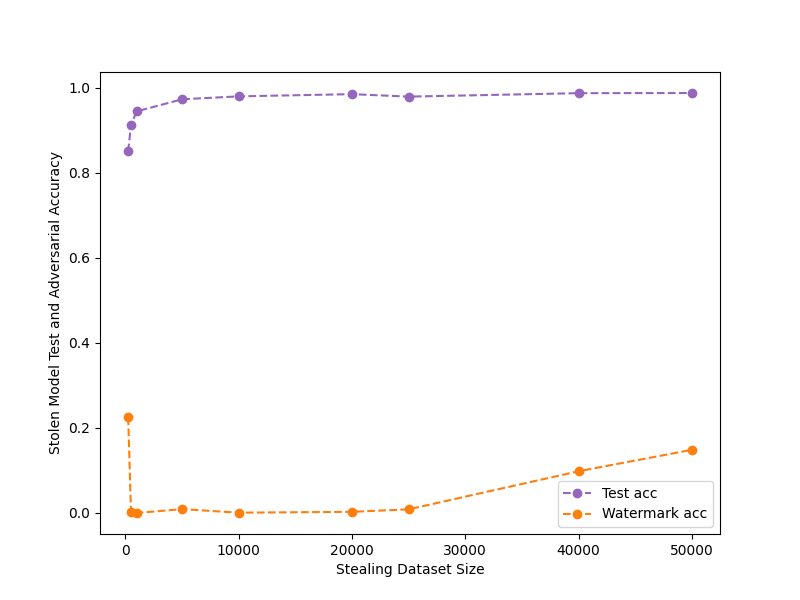 1.0
0.8
0.6
0.4
0.2
0.0
Stolen Model Test and Adversarial Accuracy
Test acc
Watermark acc
0 10000 20000 30000 40000 50000
Stealing Dataset Size